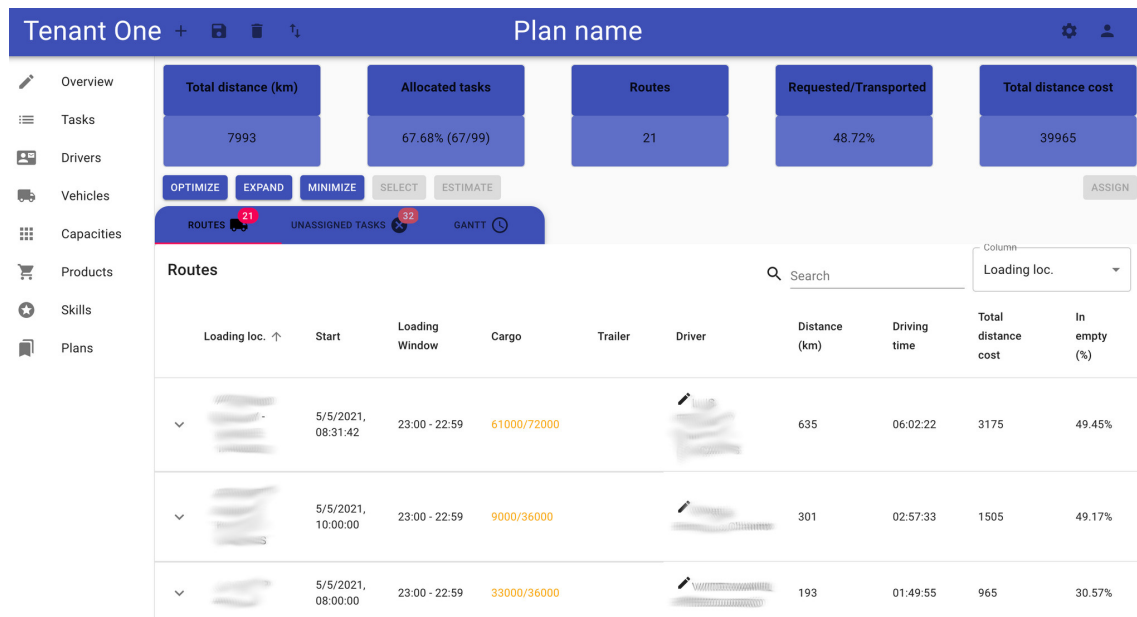 Tenant One
Plan name
Overview
Tasks
Drivers
Vehicles
Capacities
Products
Skills
Plans
Total distance (km)
7993
Allocated tasks
67.68% (67/99)
Routes
21
Requested/Transported
48.72%
Total distance cost
39965
OPTIMIZE EXPAND MINIMIZE SELECT ESTIMATE ASSIGN
ROUTES 21 UNASSIGNED TASKS 32 GANTT
Routes
Search
Column
Loading loc.
Loading loc.
Start
Loading
Window
Cargo
Trailer
Driver
Distance
(km)
Driving
time
Total
distance
cost
In
empty
(%)
5/5/2021,
08:31:42
23:00 - 22:59
61000/72000
635
06:02:22
3175
49.45%
5/5/2021,
10:00:00
23:00 - 22:59
9000/36000
301
02:57:33
1505
49.17%
5/5/2021,
08:00:00
23:00 - 22:59
33000/36000
193
01:49:55
965
30.57%